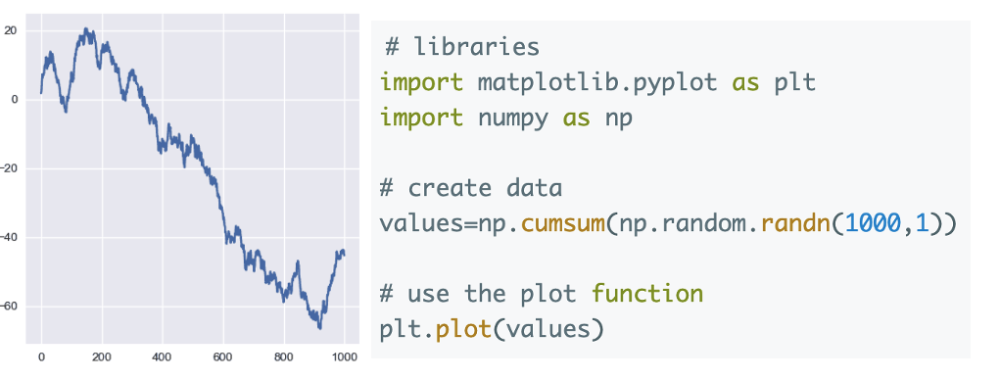 20
0
-20
-40
-60
0 200 400 600 800 1000
# libraries
import matplotlib.pyplot as plt
import numpy as np
# create data
values=np.cumsum(np.random.randn(1000,1))
# use the plot function
plt.plot(values)